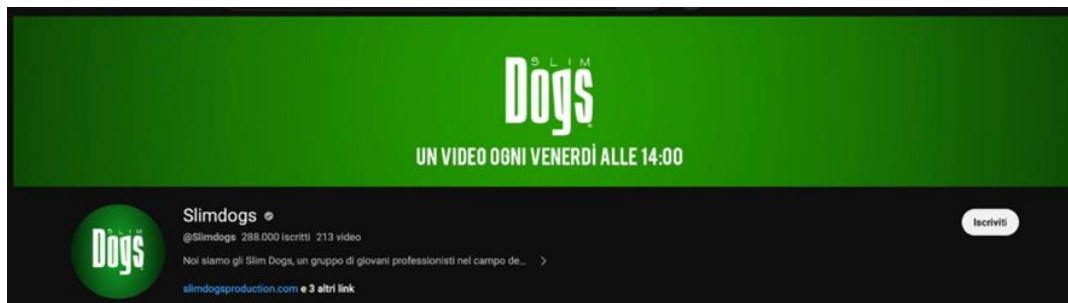 SLIM
Dogs
UN VIDEO OGNI VENERDÌ ALLE 14:00
SLIM
Dogs
Slimdogs
@Slimdogs 288.000 iscritti 213 video
Noi siamo gli Slim Dogs, un gruppo di giovani professionisti nel campo de...
slimdogsproduction.com e 3 altri link
Iscriviti